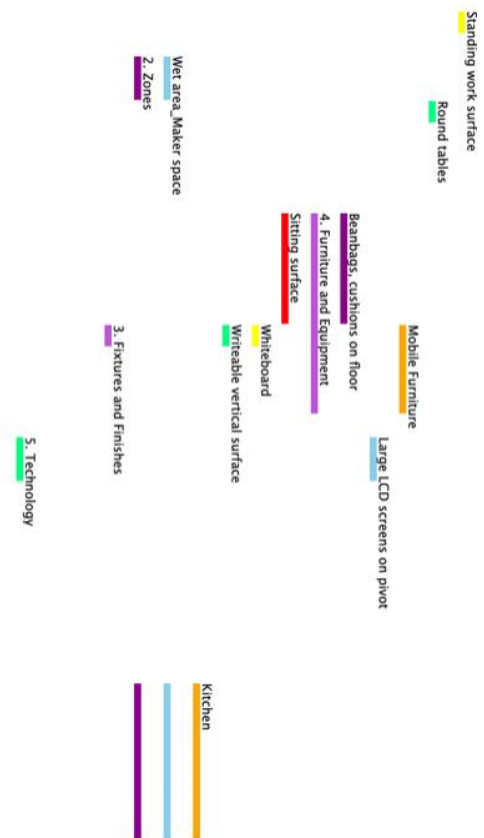 Standing work surface
Round tables
Mobile Furniture
Large LCD screens on pivot
Beanbags, cushions on floor
4. Furniture and Equipment
Sitting surface
Whiteboard
Writeable vertical surface
Kitchen
Wet area_Maker space
2. Zones
3. Fixtures and Finishes
5. Technology